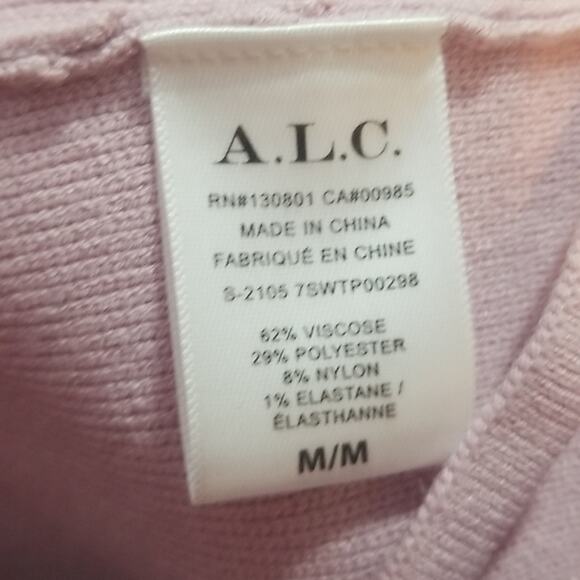 A.L.C.
RN#130801 CA#00985
MADE IN CHINA
FABRIQUÉ EN CHINE
S-2105 7SWTP00298
62% VISCOSE
29% POLYESTER
8% NYLON
1% ELASTANE /
ÉLASTHANNE
M/M